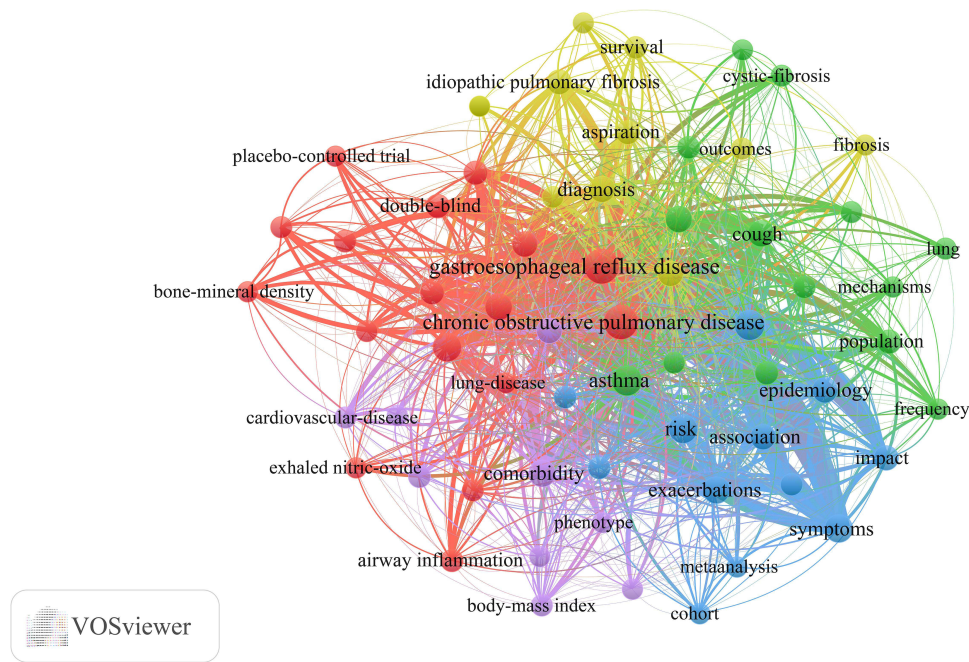 survival
cystic-fibrosis
idiopathic pulmonary fibrosis
aspiration
outcomes
fibrosis
placebo-controlled trial
diagnosis
double-blind
cough
lung
gastroesophageal reflux disease
mechanisms
bone-mineral density
chronic obstructive pulmonary disease
population
lung-disease
asthma
epidemiology
frequency
cardiovascular-disease
risk
association
impact
exhaled nitric-oxide
comorbidity
exacerbations
phenotype
symptoms
airway inflammation
metaanalysis
body-mass index
cohort
VOSviewer